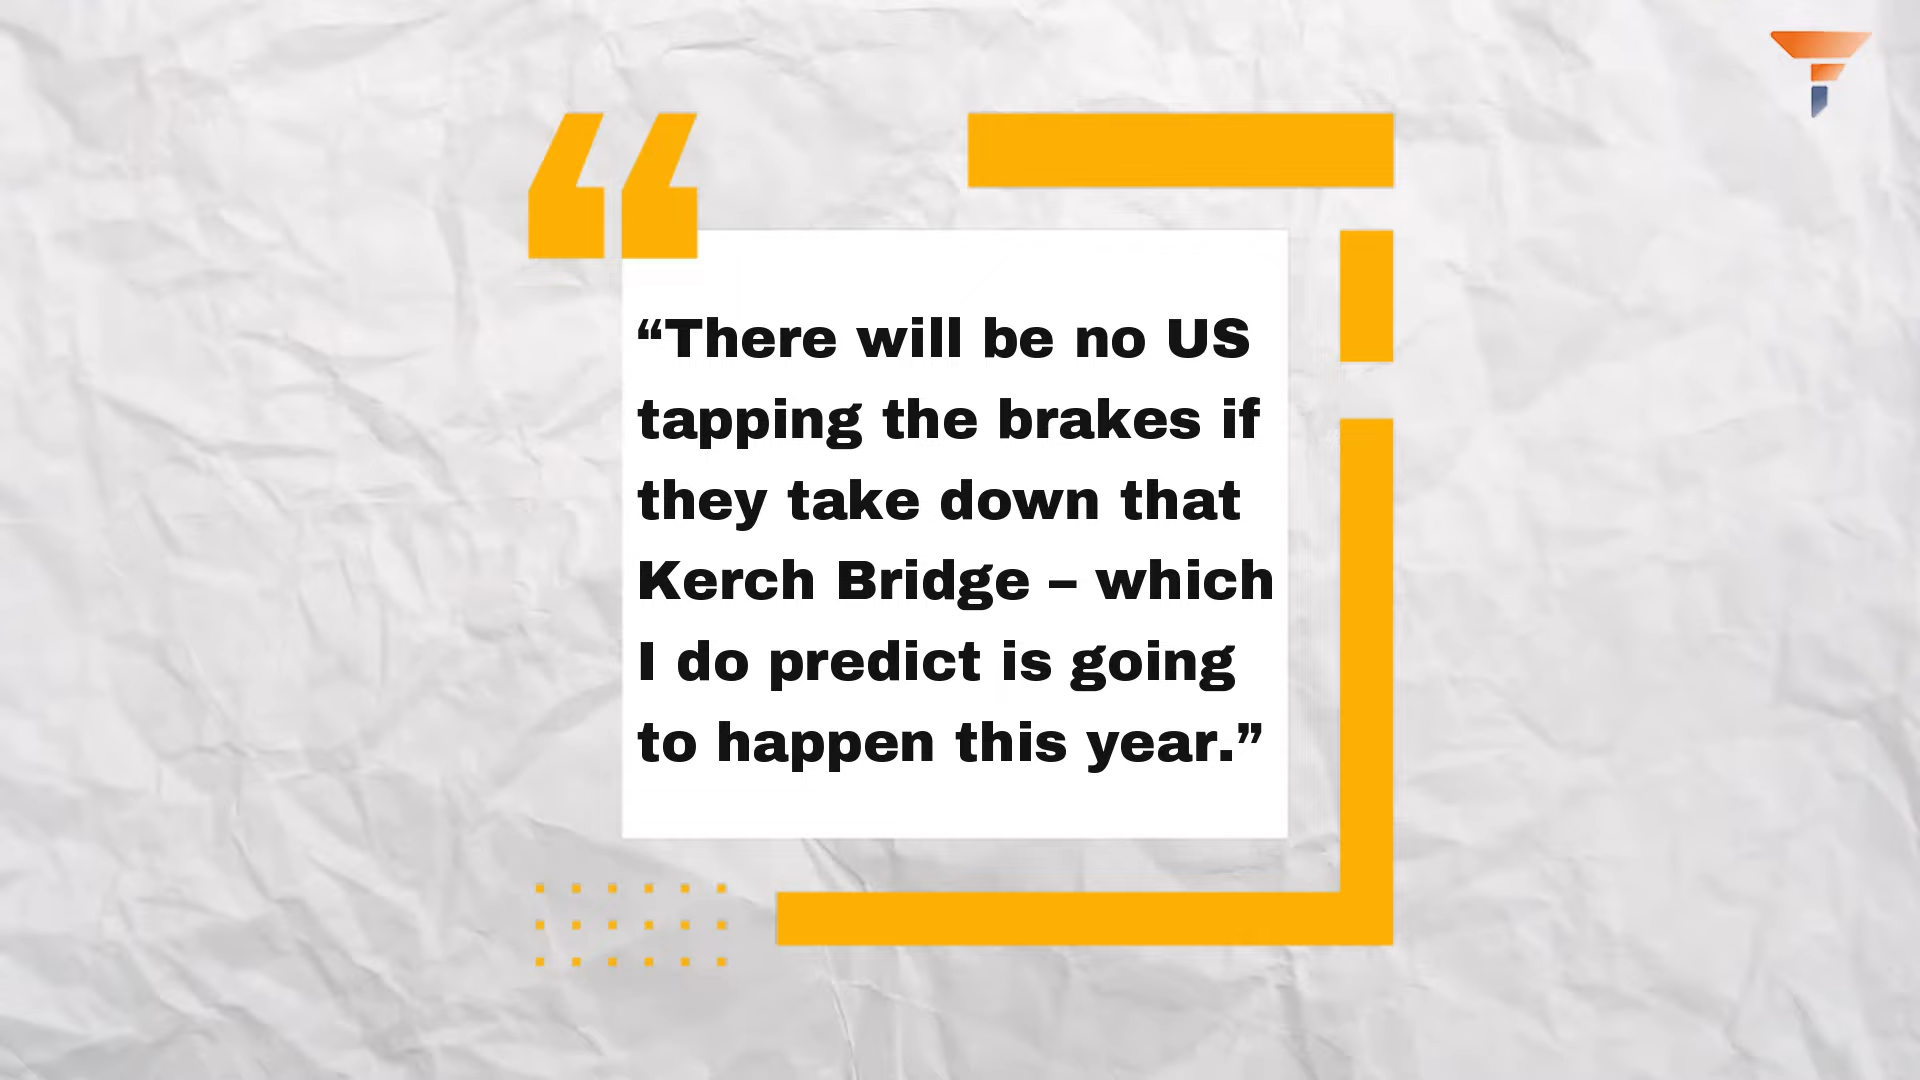 “There will be no US
tapping the brakes if
they take down that
Kerch Bridge – which
I do predict is going
to happen this year.”